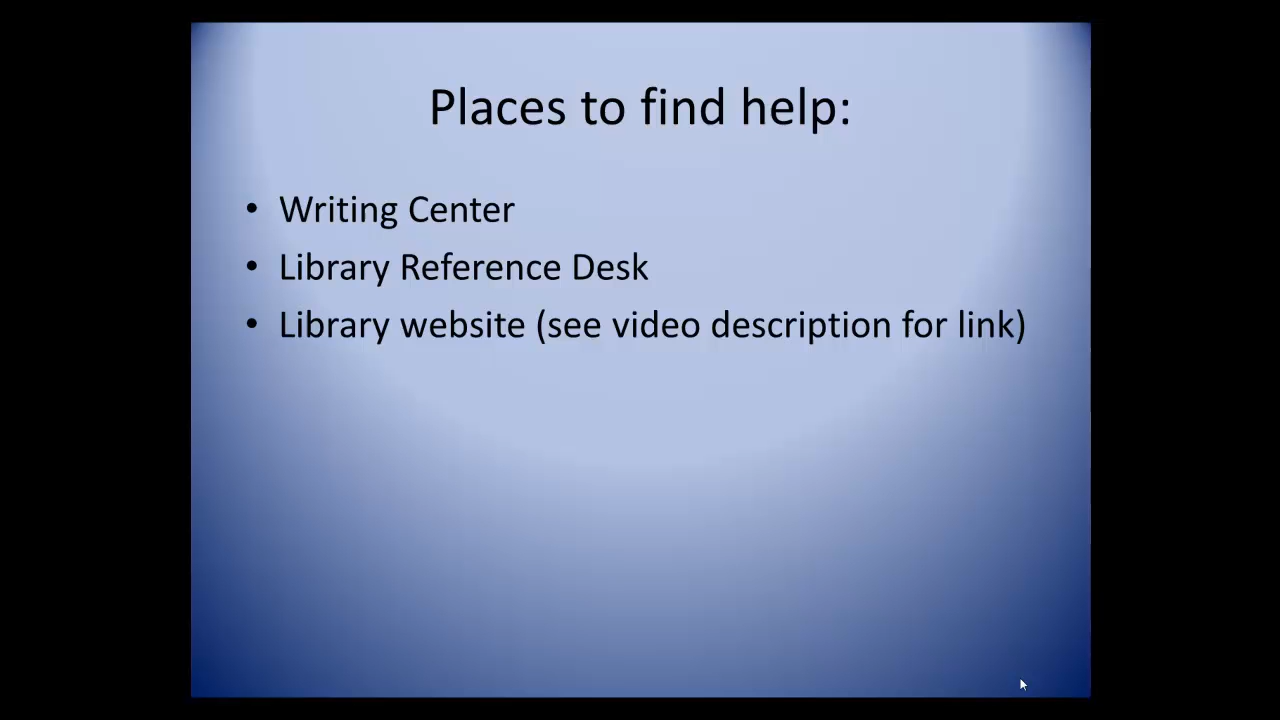 Places to find help:
• Writing Center
• Library Reference Desk
• Library website (see video description for link)